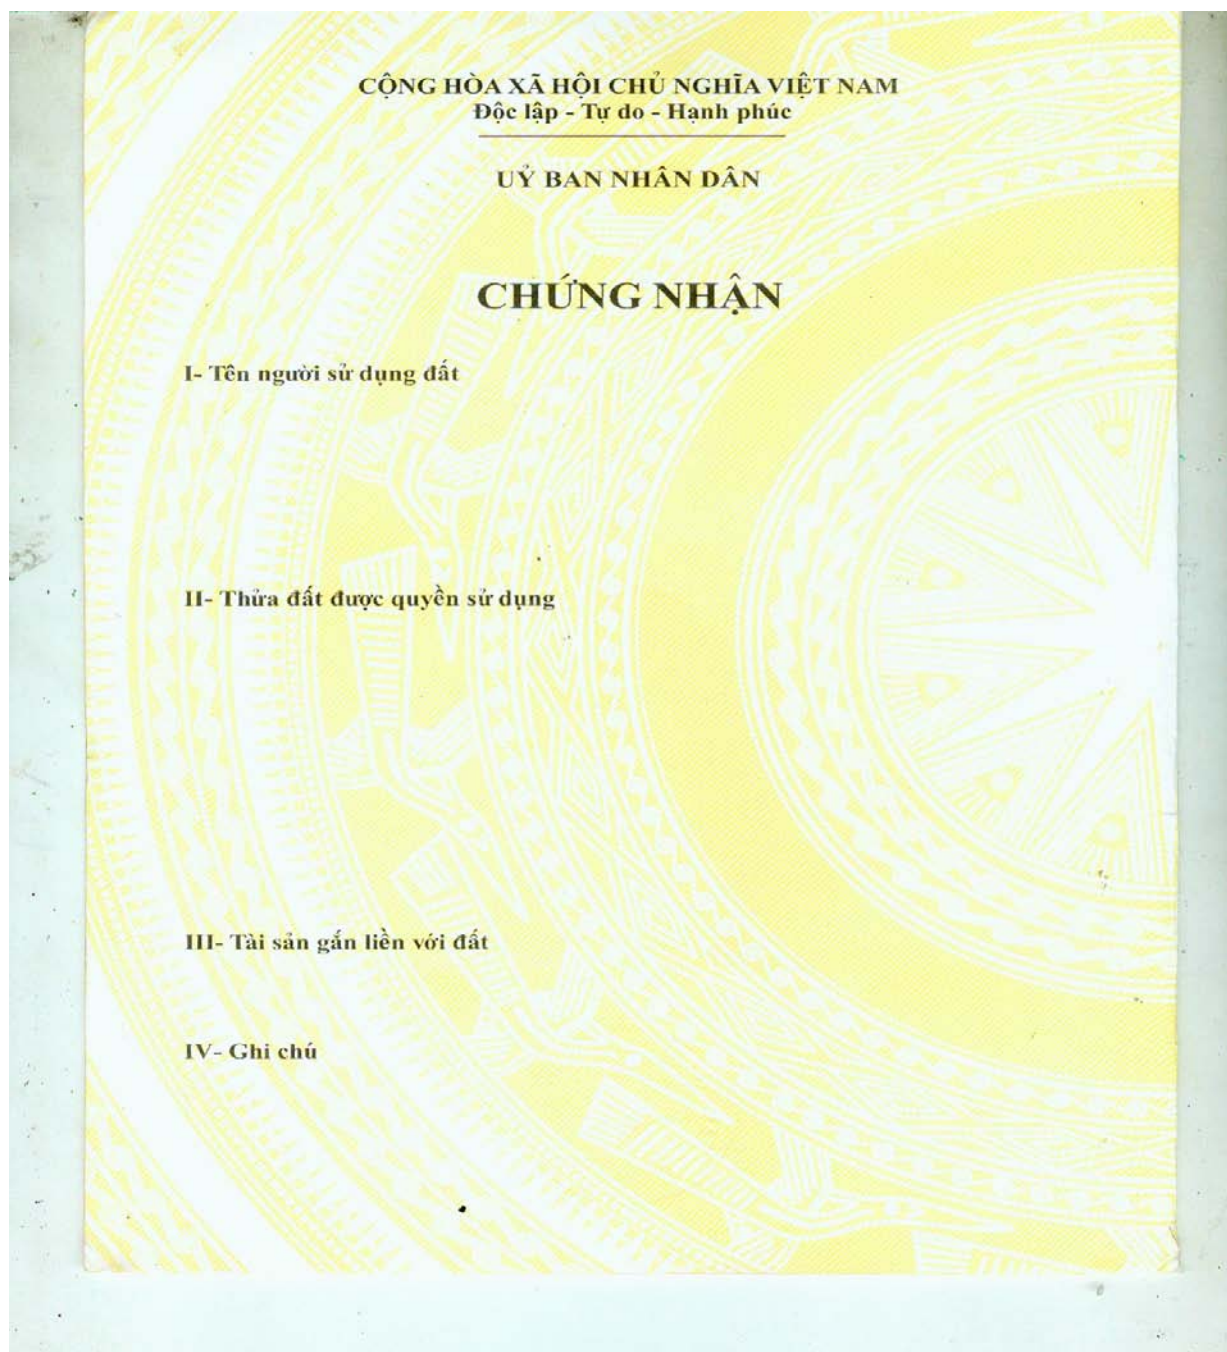 CỘNG HÒA XÃ HỘI CHỦ NGHĨA VIỆT NAM
Độc lập - Tự do - Hạnh phúc
UỶ BAN NHÂN DÂN
CHỨNG NHẬN
I- Tên người sử dụng đất
II- Thửa đất được quyền sử dụng
III- Tài sản gắn liền với đất
IV- Ghi chú